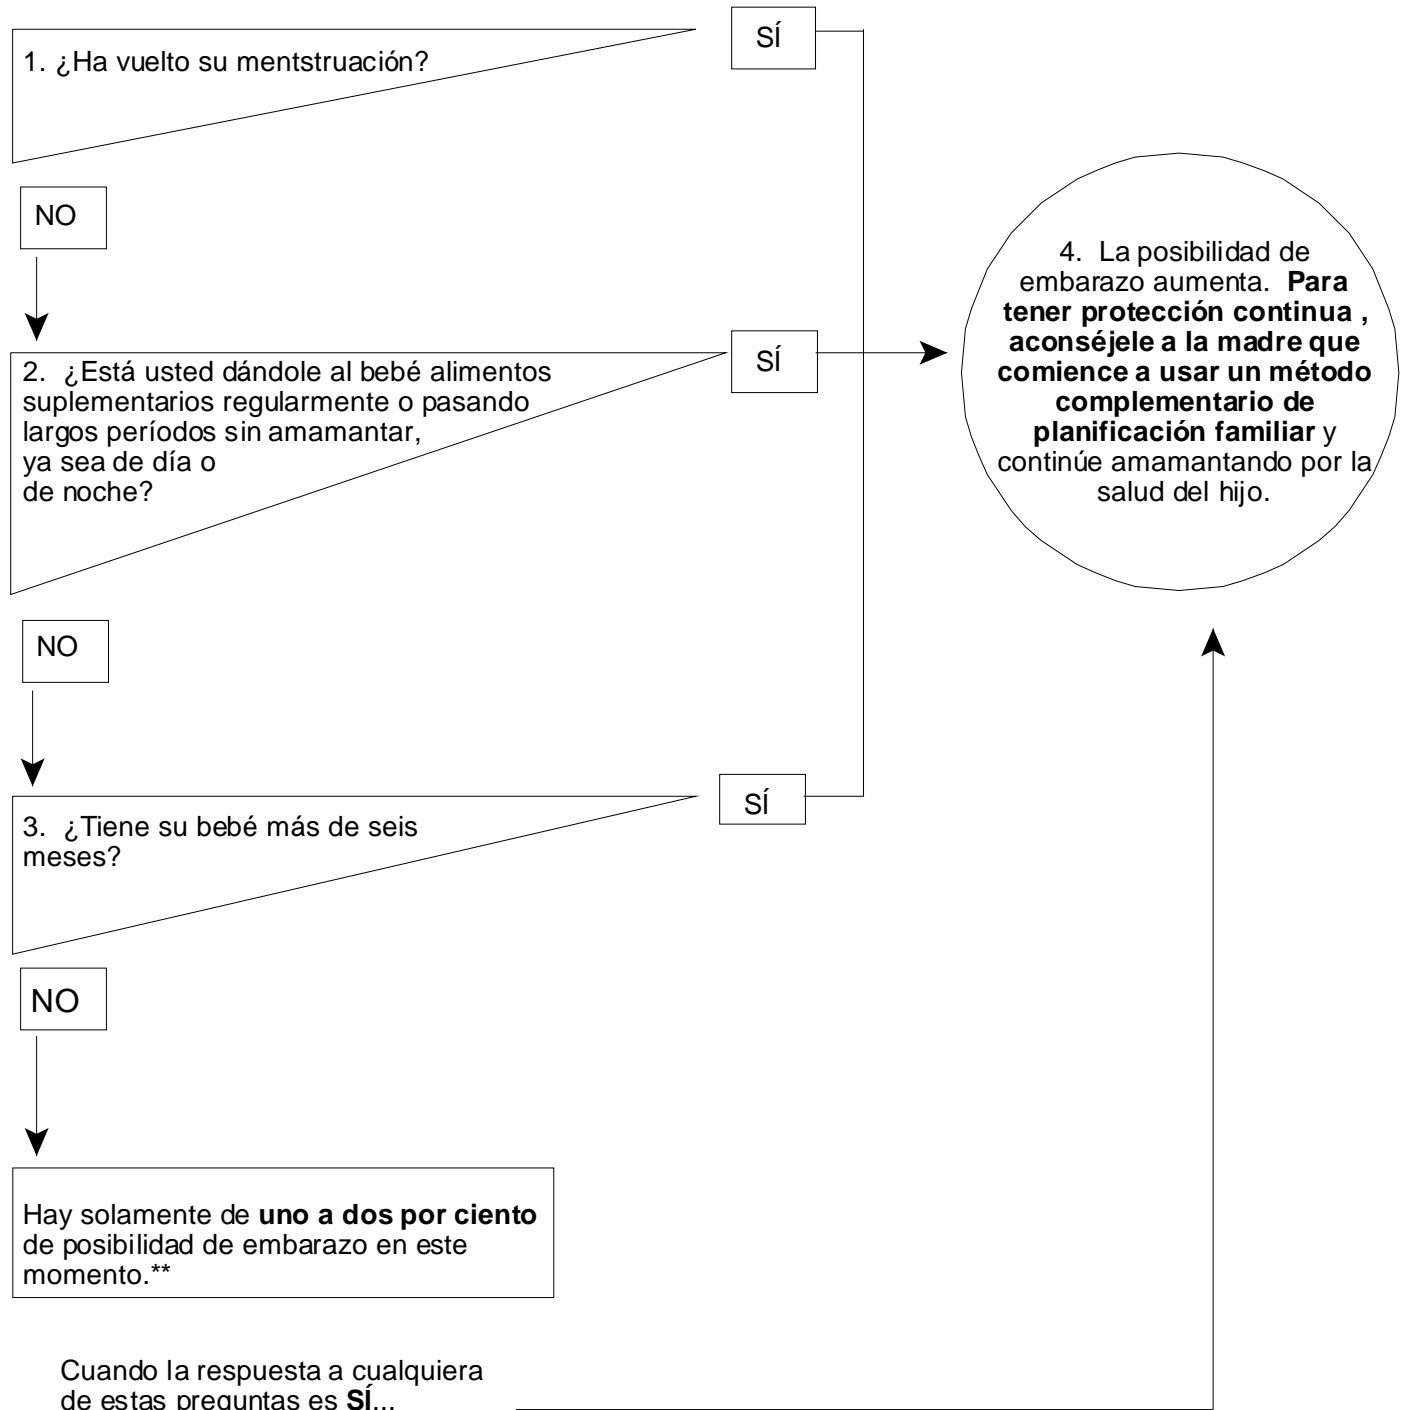 1. ¿Ha vuelto su mentstruación?
SÍ
NO
2. ¿Está usted dándole al bebé alimentos
suplementarios regularmente o pasando
largos períodos sin amamantar,
ya sea de día o
de noche?
SÍ
4. La posibilidad de
embarazo aumenta. Para
tener protección continua ,
aconséjele a la madre que
comience a usar un método
complementario de
planificación familiar y
continúe amamantando por la
salud del hijo.
NO
3. ¿Tiene su bebé más de seis
meses?
SÍ
NO
Hay solamente de uno a dos por ciento
de posibilidad de embarazo en este
momento.**
Cuando la respuesta a cualquiera
de estas preguntas es SÍ...